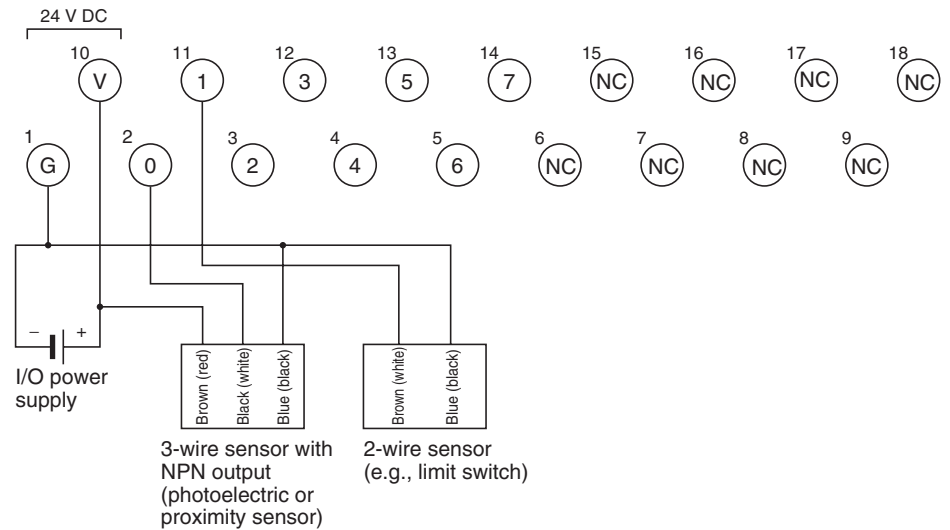 24 V DC
10 11 12 13 14 15 16 17 18
V 1 3 5 7 NC NC NC NC
1 2 3 4 5 6 7 8 9
G 0 2 4 6 NC NC NC NC
– +
I/O power
supply
Brown (red)
Black (white)
Blue (black)
Brown (white)
Blue (black)
3-wire sensor with
NPN output
(photoelectric or
proximity sensor)
2-wire sensor
(e.g., limit switch)